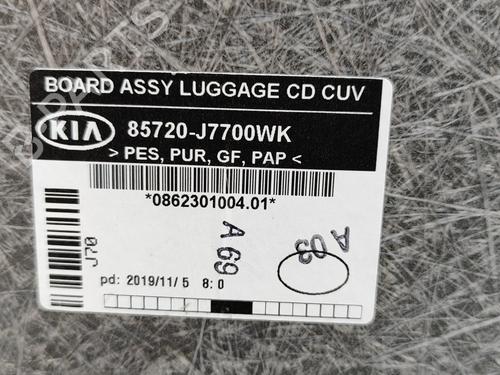 BOARD ASSY LUGGAGE CD CUV
KIA 85720-J7700WK
> PES, PUR, GF, PAP <
*0862301004.01*
J70
A 69
A 03
pd: 2019/11/ 5 8:0